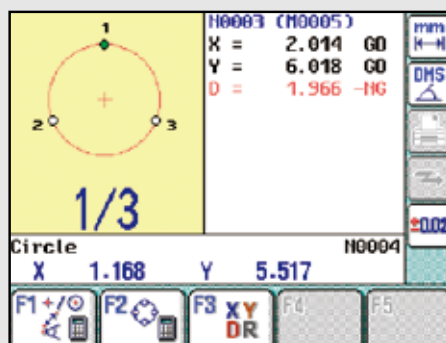 N0003 (M0005)
X = 2.014 GO
Y = 6.018 GO
D = 1.966 -NG
1
2
3
1/3
mm
DMS
±0.02
Circle N0004
X 1.168 Y 5.517
F1 +/
F2
F3 XY
DR
F4
F5